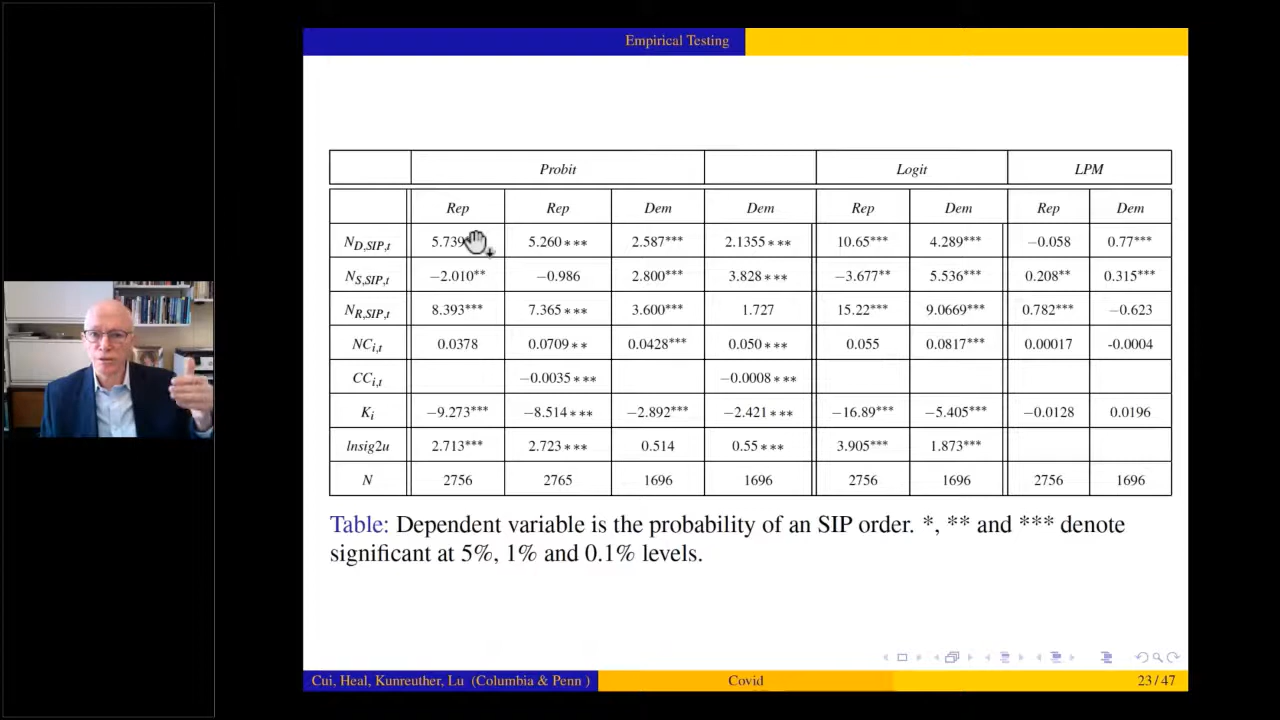 Empirical Testing
Probit Logit LPM
Rep Rep Dem Dem Rep Dem Rep Dem
N_{D,SIP,t} 5.739 5.260∗∗∗ 2.587*** 2.1355∗∗∗ 10.65*** 4.289*** −0.058 0.77***
N_{S,SIP,t} −2.010** −0.986 2.800*** 3.828∗∗∗ −3.677** 5.536*** 0.208** 0.315***
N_{R,SIP,t} 8.393*** 7.365∗∗∗ 3.600*** 1.727 15.22*** 9.0669*** 0.782*** −0.623
NC_{i,t} 0.0378 0.0709∗∗ 0.0428*** 0.050∗∗∗ 0.055 0.0817*** 0.00017 -0.0004
CC_{i,t} −0.0035∗∗∗ −0.0008∗∗∗
K_i −9.273*** −8.514∗∗∗ −2.892*** −2.421∗∗∗ −16.89*** −5.405*** −0.0128 0.0196
lnsig2u 2.713*** 2.723∗∗∗ 0.514 0.55∗∗∗ 3.905*** 1.873***
N 2756 2765 1696 1696 2756 1696 2756 1696
Table: Dependent variable is the probability of an SIP order. *, ** and *** denote
significant at 5%, 1% and 0.1% levels.
Cui, Heal, Kunreuther, Lu (Columbia & Penn ) Covid 23 / 47